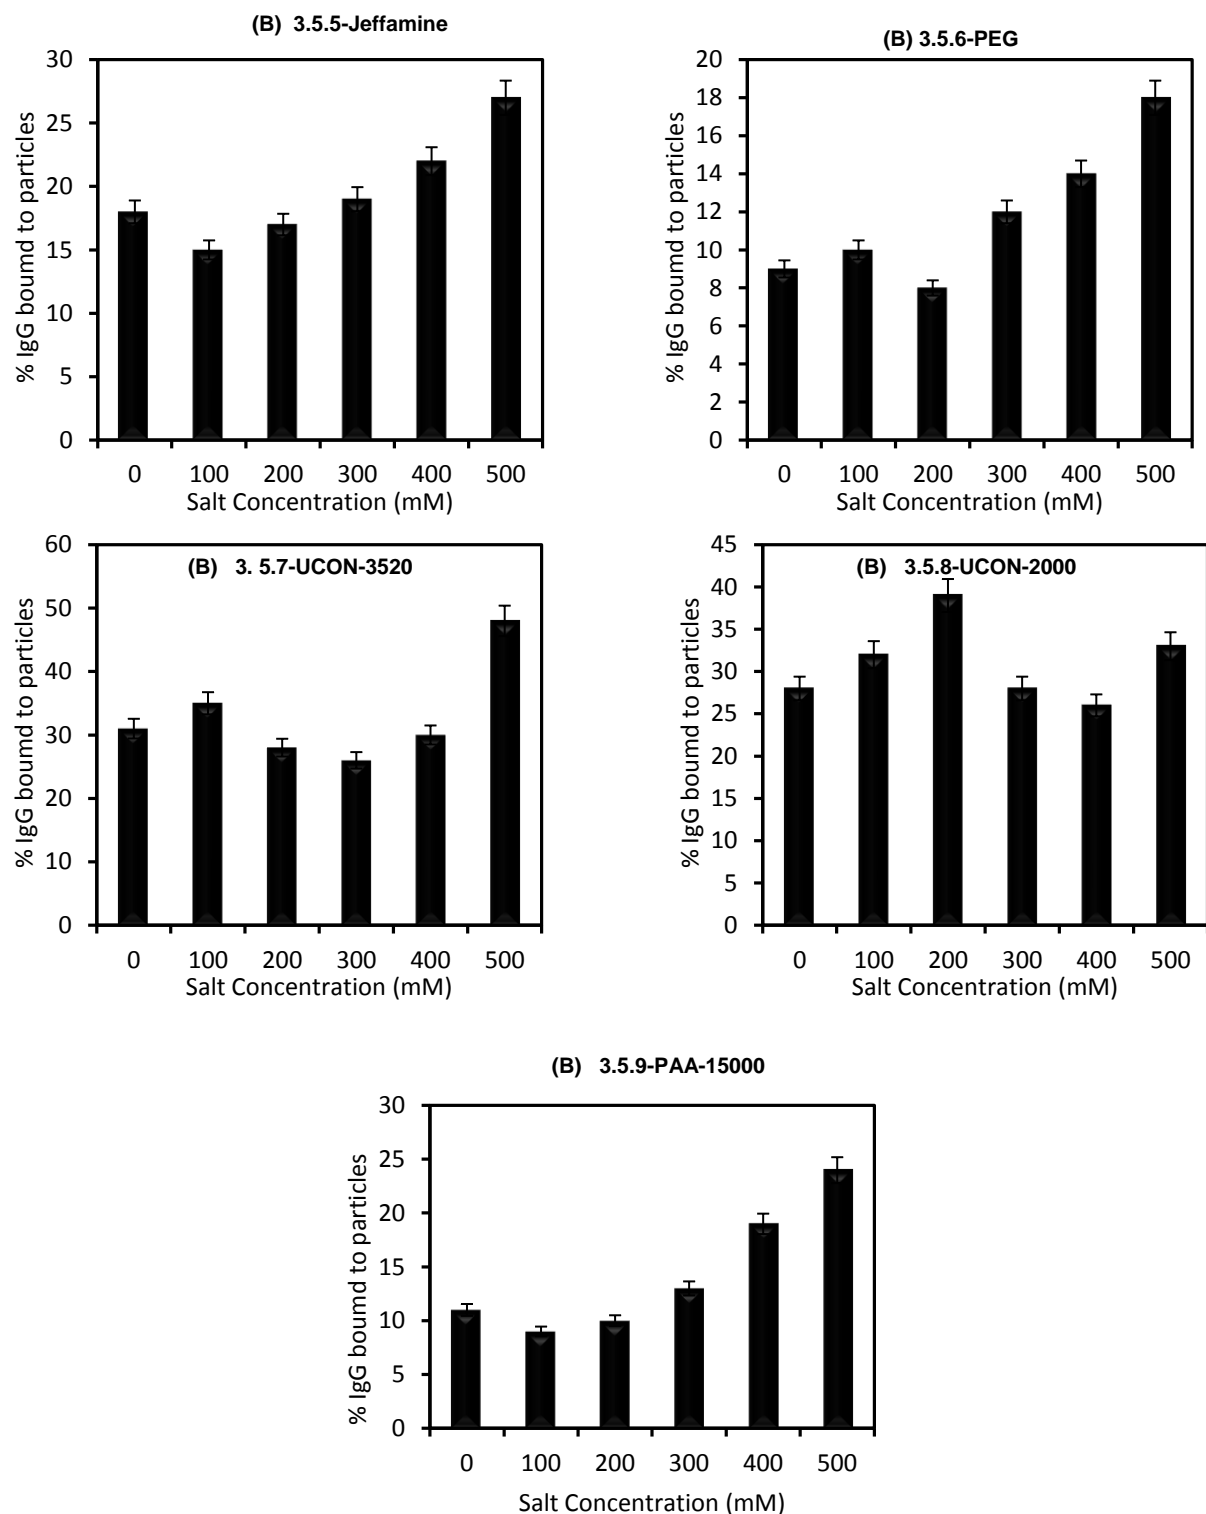 (B) 3.5.5-Jeffamine
% IgG boumd to particles
30
25
20
15
10
5
0
0 100 200 300 400 500
Salt Concentration (mM)
(B) 3.5.6-PEG
% IgG boumd to particles
20
18
16
14
12
10
8
6
4
2
0
0 100 200 300 400 500
Salt Concentration (mM)
(B) 3. 5.7-UCON-3520
% IgG boumd to particles
60
50
40
30
20
10
0
0 100 200 300 400 500
Salt Concentration (mM)
(B) 3.5.8-UCON-2000
% IgG boumd to particles
45
40
35
30
25
20
15
10
5
0
0 100 200 300 400 500
Salt Concentration (mM)
(B) 3.5.9-PAA-15000
% IgG boumd to particles
30
25
20
15
10
5
0
0 100 200 300 400 500
Salt Concentration (mM)